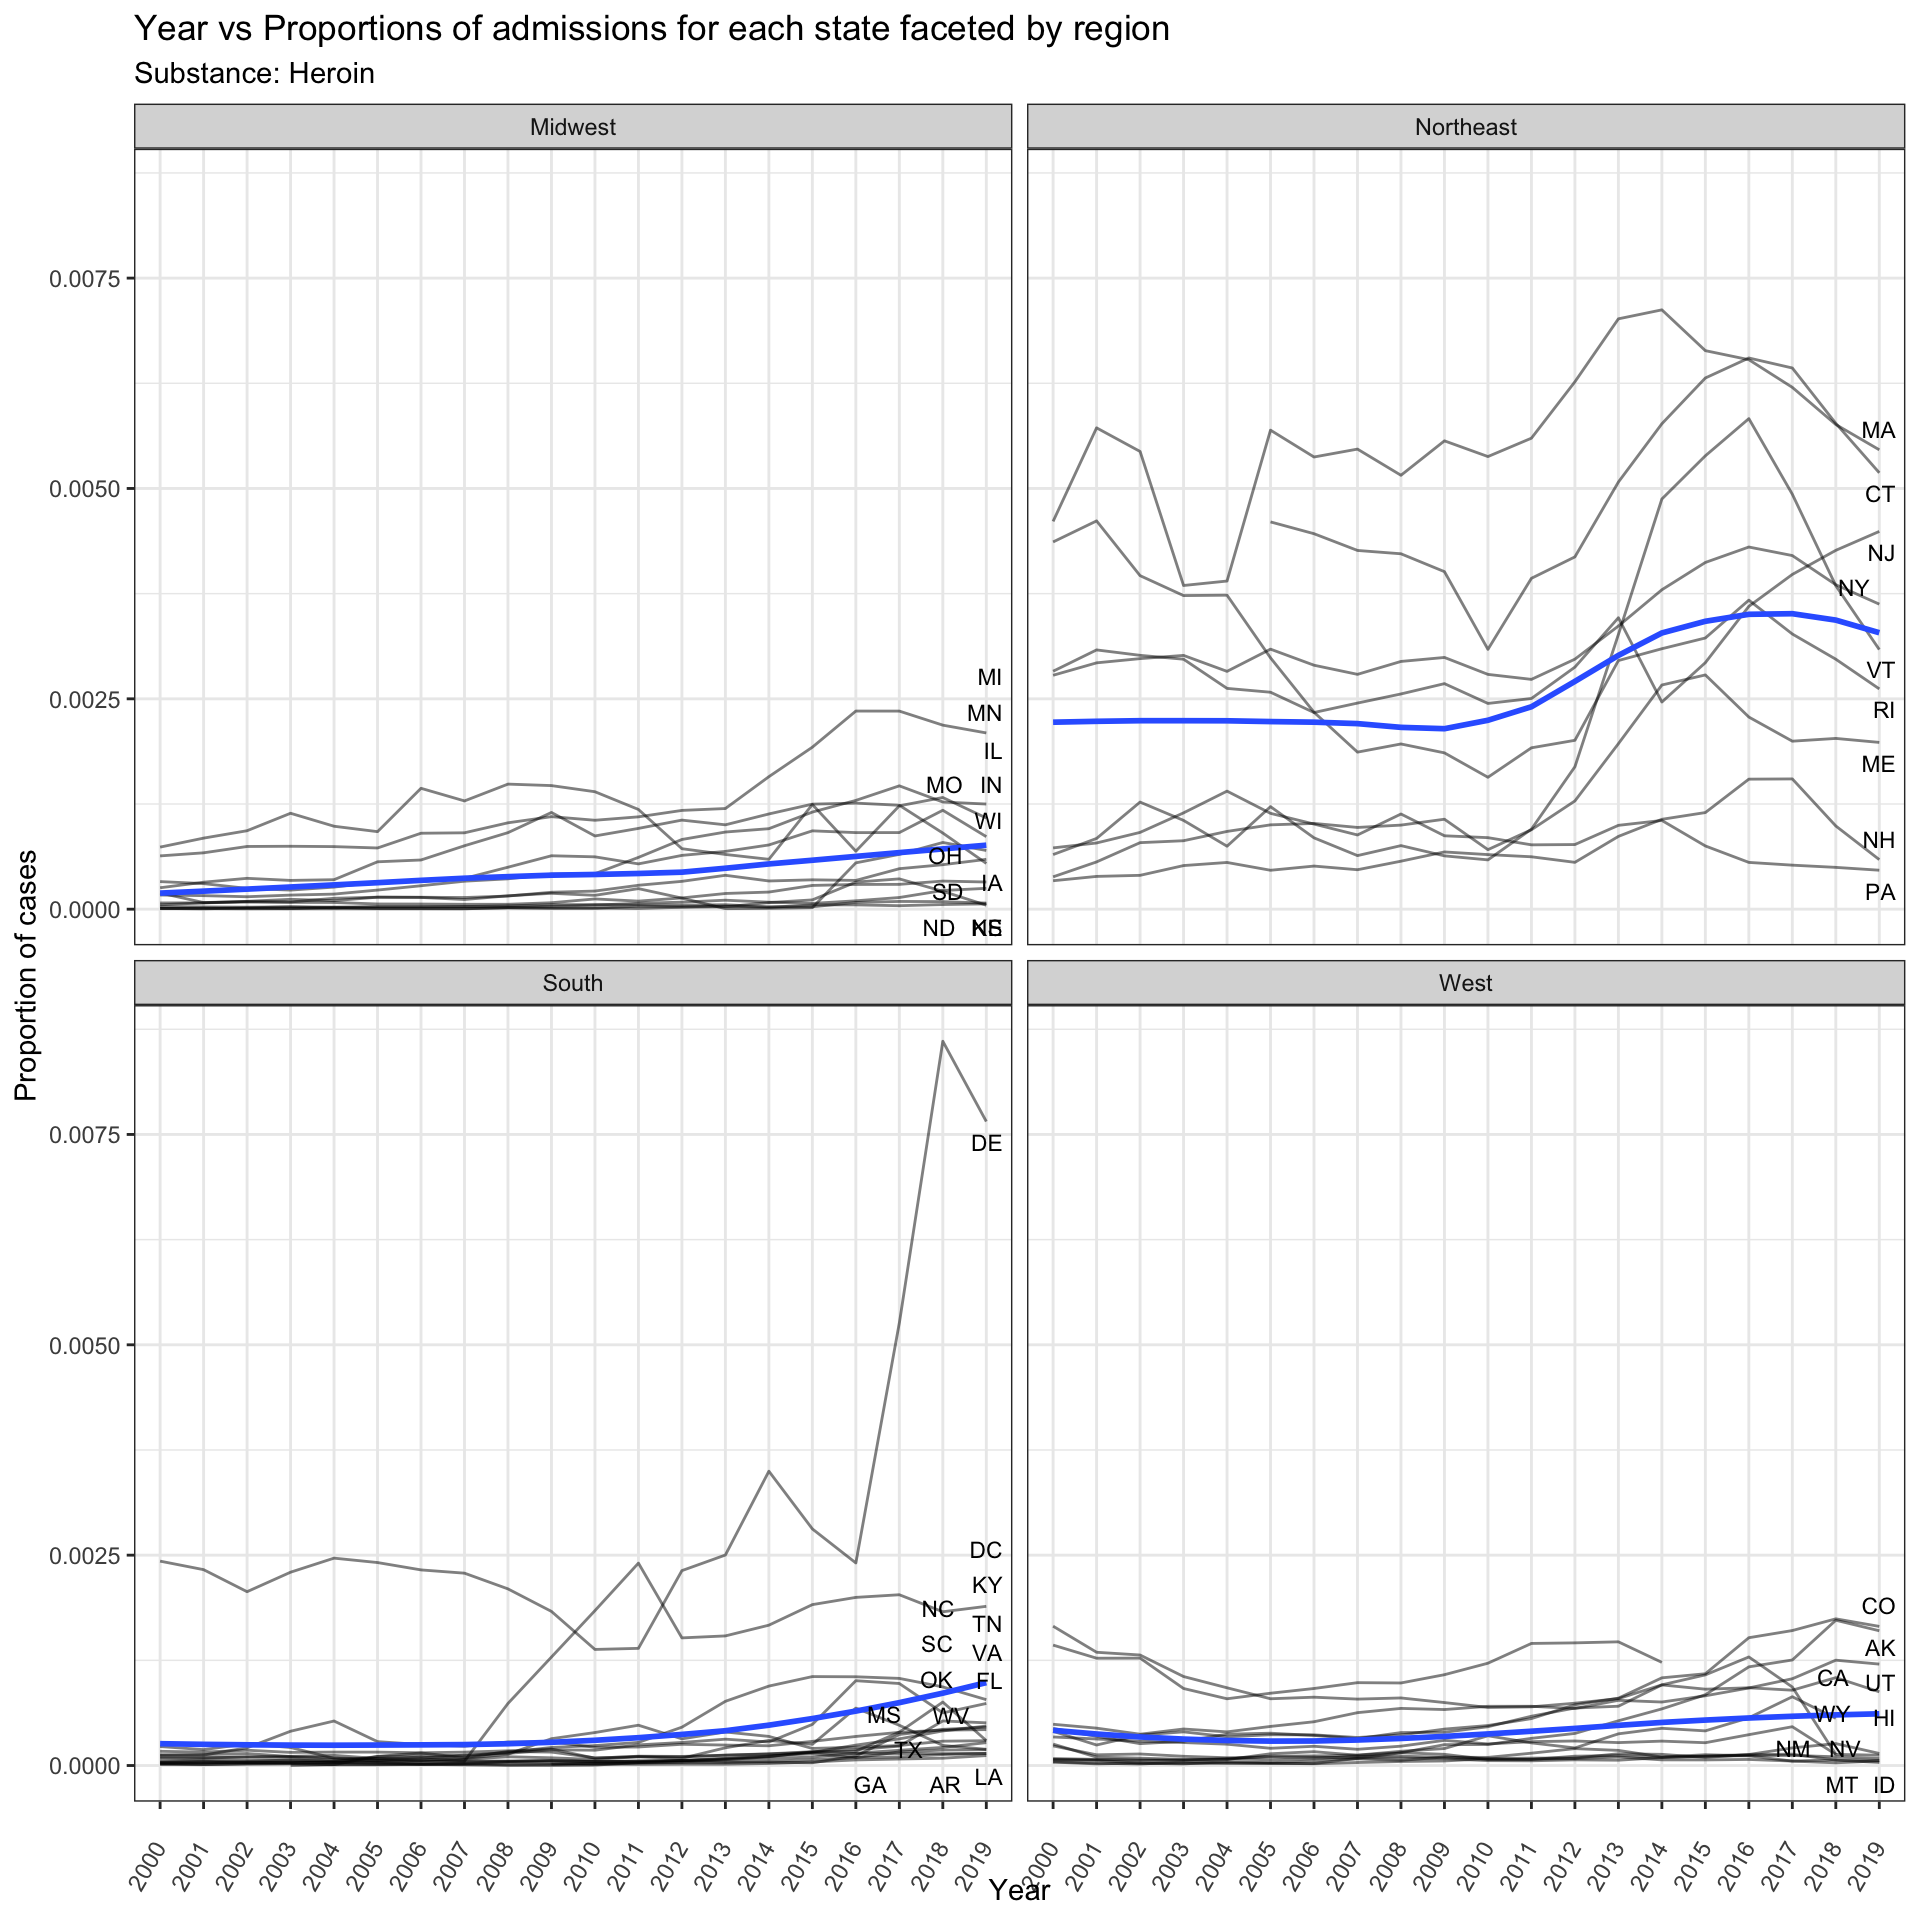 Year vs Proportions of admissions for each state faceted by region
Substance: Heroin
Midwest
Northeast
0.0075
0.0050
0.0025
0.0000
MI
MN
IL
MO
IN
WI
OH
IA
SD
ND
NE
KS
MA
CT
NJ
NY
VT
RI
ME
NH
PA
Proportion of cases
South
West
0.0075
0.0050
0.0025
0.0000
DE
DC
KY
NC
TN
SC
VA
OK
FL
MS
WV
TX
LA
GA
AR
CO
AK
CA
UT
WY
HI
NM
NV
MT
ID
2000 2001 2002 2003 2004 2005 2006 2007 2008 2009 2010 2011 2012 2013 2014 2015 2016 2017 2018 2019
2000 2001 2002 2003 2004 2005 2006 2007 2008 2009 2010 2011 2012 2013 2014 2015 2016 2017 2018 2019
Year